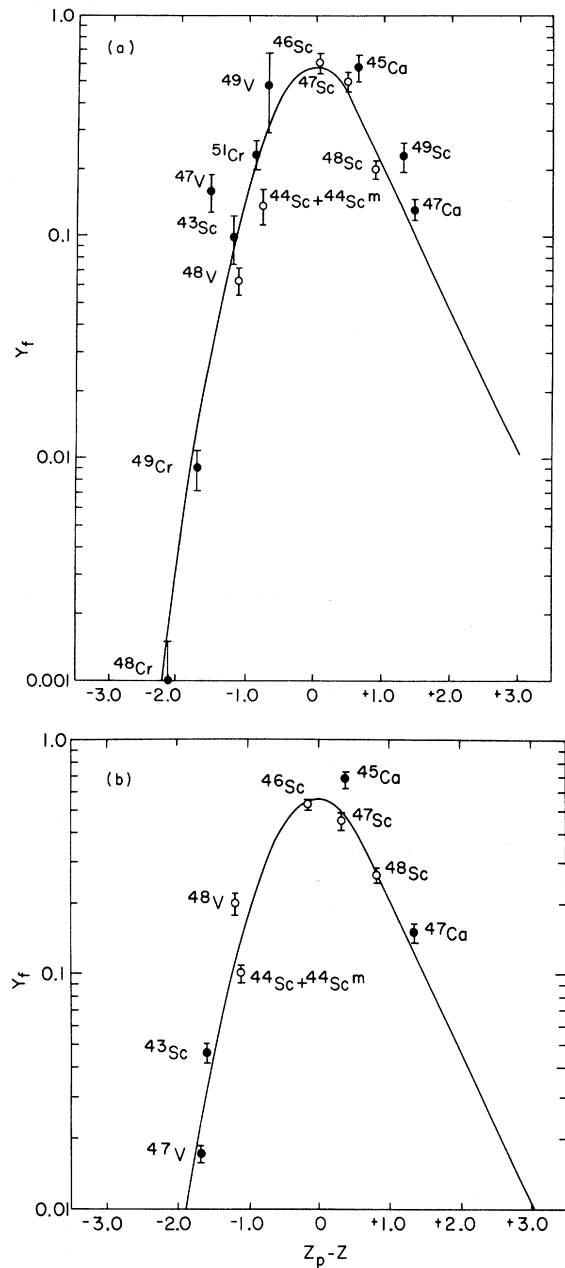 (a)
1.0
0.1
0.01
0.001
Y_f
⁴⁶Sc
⁴⁵Ca
⁴⁹V
⁴⁷Sc
⁵¹Cr
⁴⁹Sc
⁴⁸Sc
⁴⁷V
⁴⁴Sc+⁴⁴Scᵐ
⁴³Sc
⁴⁷Ca
⁴⁸V
⁴⁹Cr
⁴⁸Cr
-3.0 -2.0 -1.0 0 +1.0 +2.0 +3.0
(b)
1.0
0.1
0.01
Y_f
⁴⁵Ca
⁴⁶Sc
⁴⁷Sc
⁴⁸Sc
⁴⁸V
⁴⁷Ca
⁴⁴Sc+⁴⁴Scᵐ
⁴³Sc
⁴⁷V
-3.0 -2.0 -1.0 0 +1.0 +2.0 +3.0
Z_p-Z